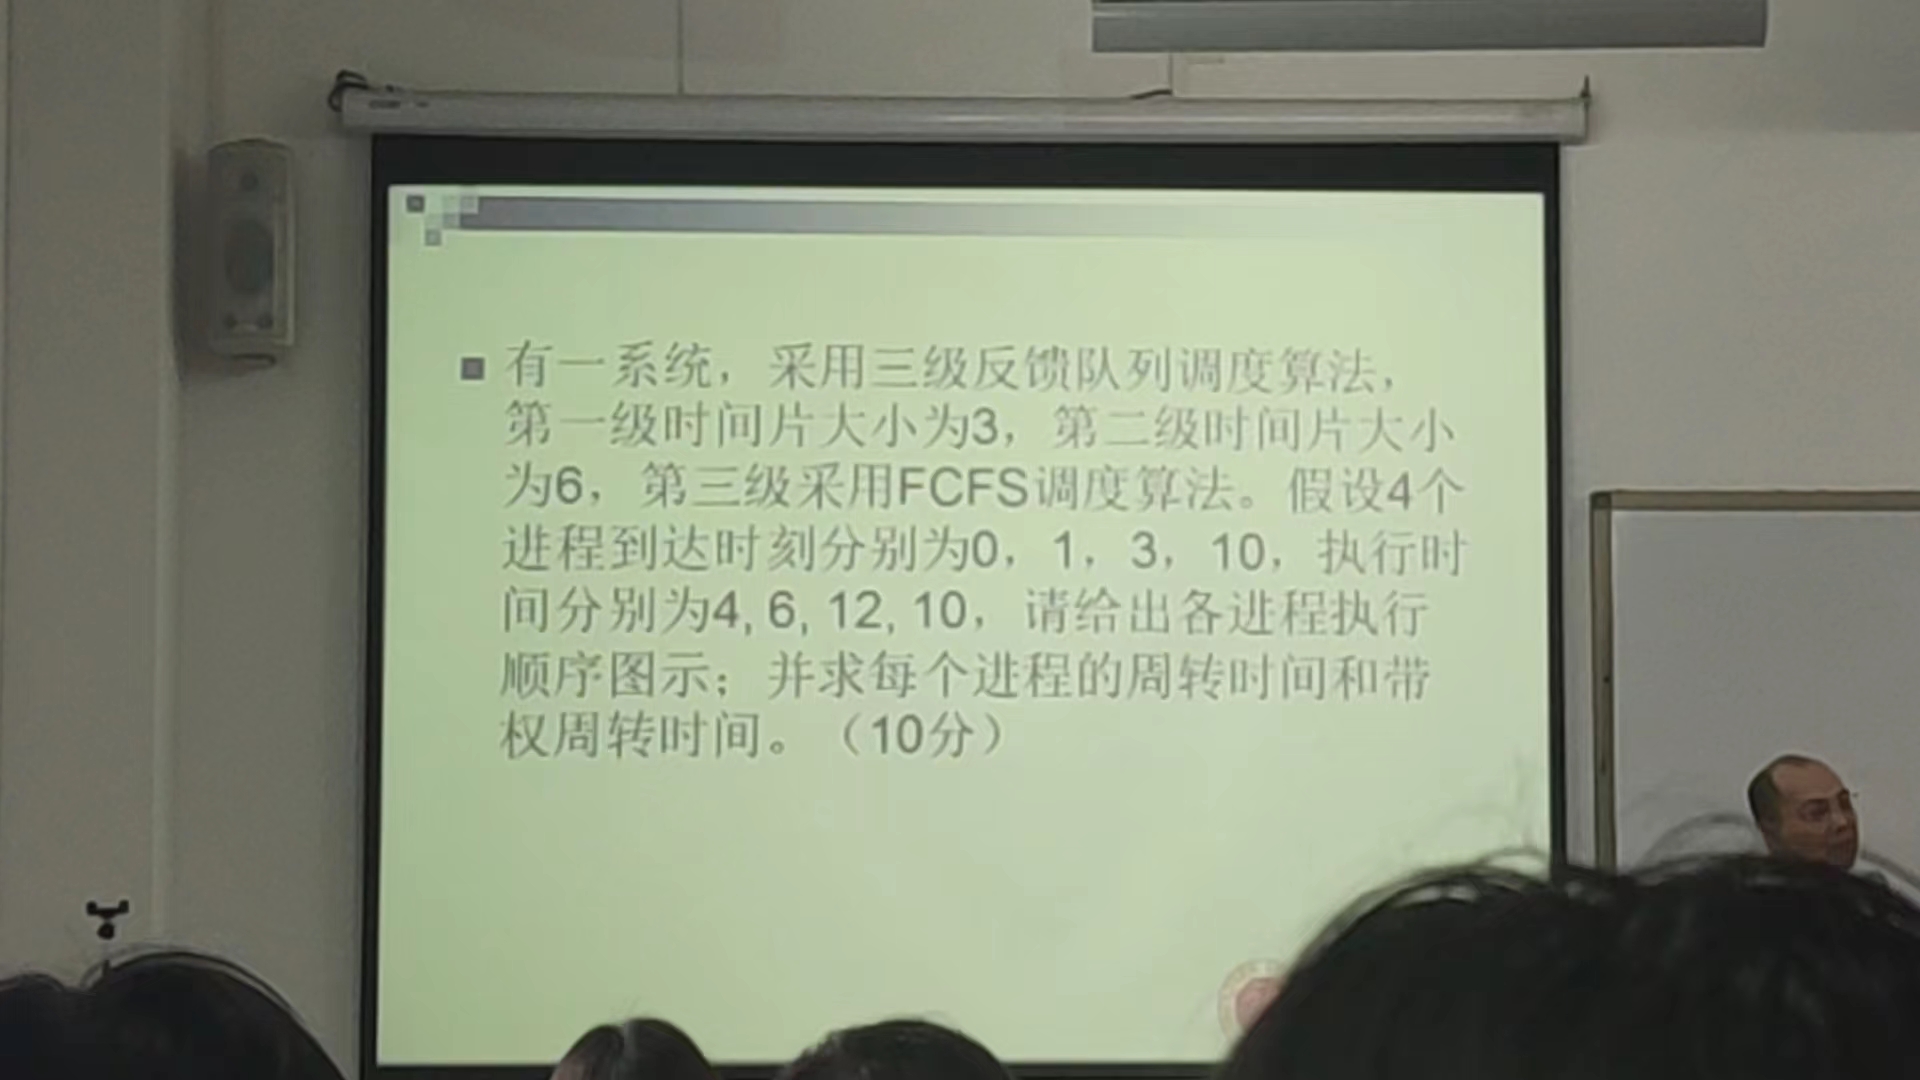 有一系统，采用三级反馈队列调度算法，
第一级时间片大小为3，第二级时间片大小
为6，第三级采用FCFS调度算法。假设4个
进程到达时刻分别为0，1，3，10，执行时
间分别为4, 6, 12, 10，请给出各进程执行
顺序图示；并求每个进程的周转时间和带
权周转时间。（10分）